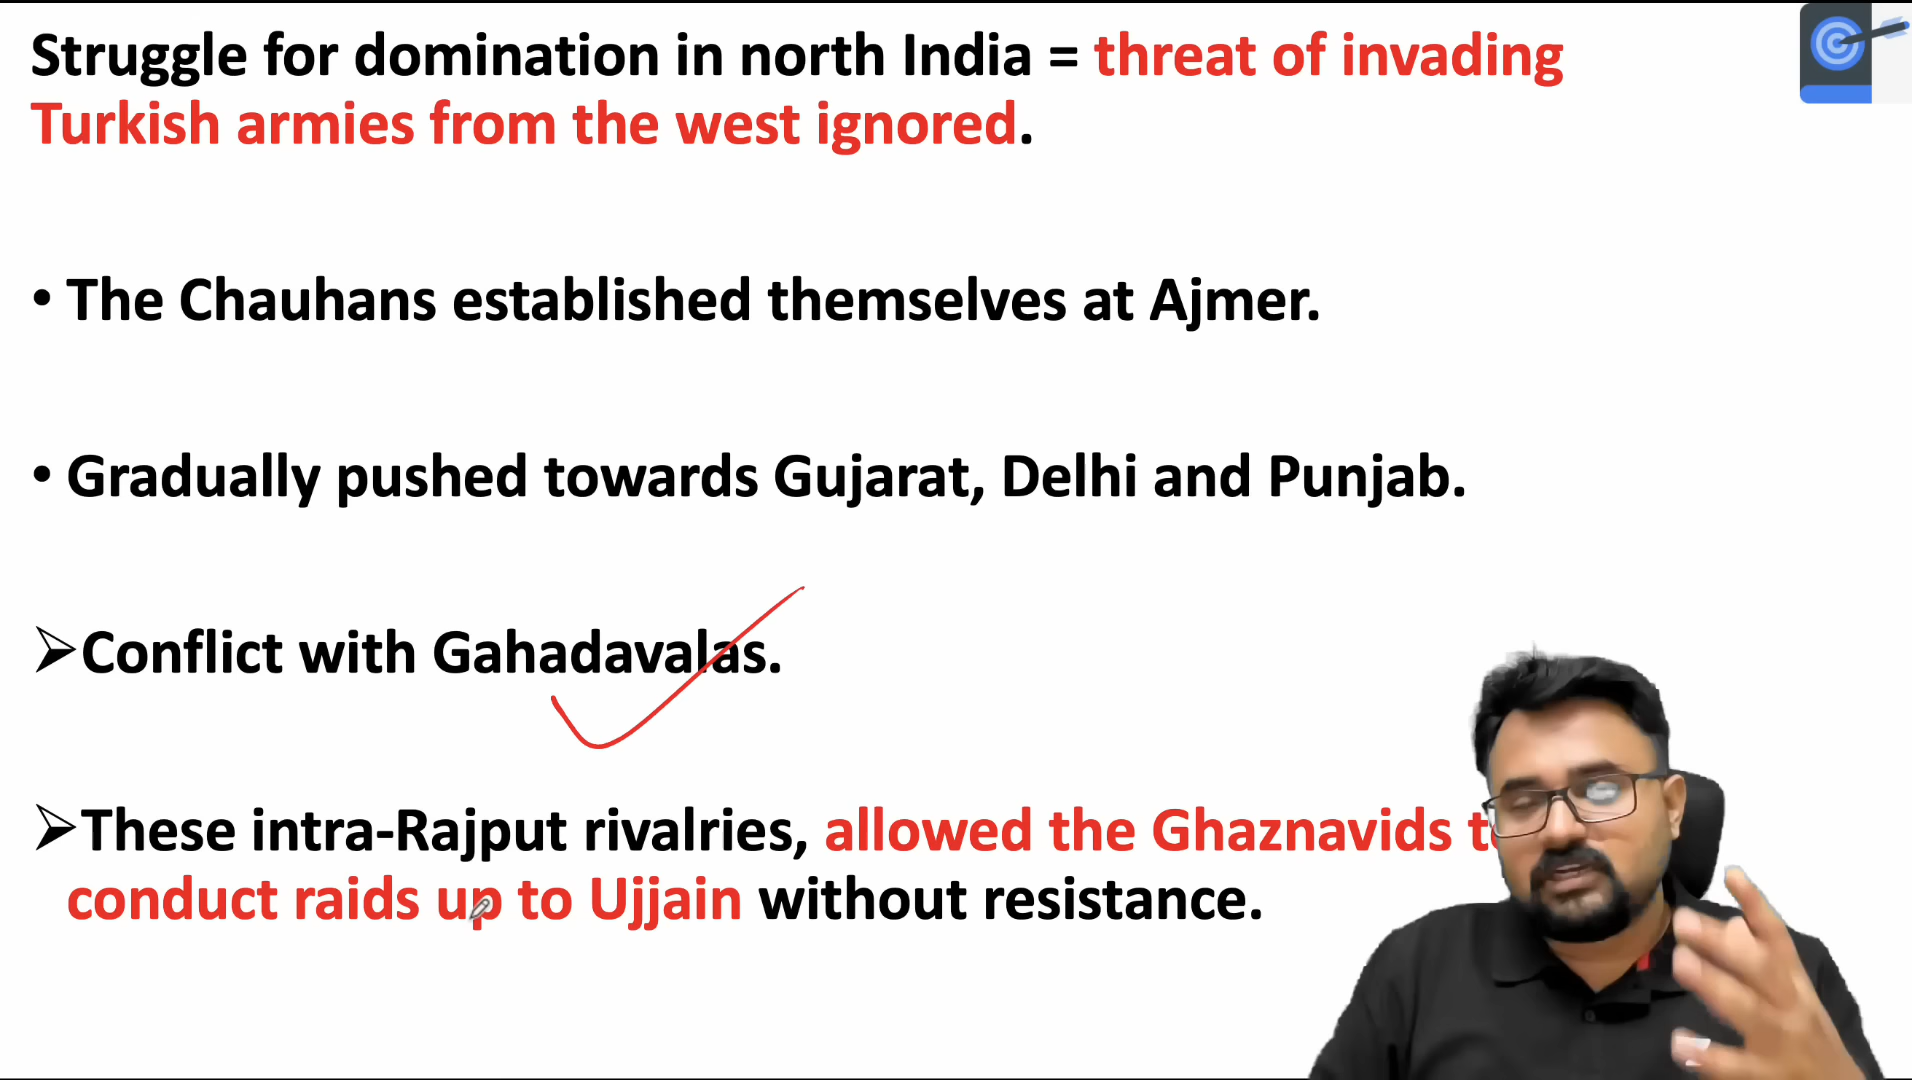 Struggle for domination in north India = threat of invading
Turkish armies from the west ignored.
• The Chauhans established themselves at Ajmer.
• Gradually pushed towards Gujarat, Delhi and Punjab.
➢Conflict with Gahadavalas.
➢These intra-Rajput rivalries, allowed the Ghaznavids
conduct raids up to Ujjain without resistance.